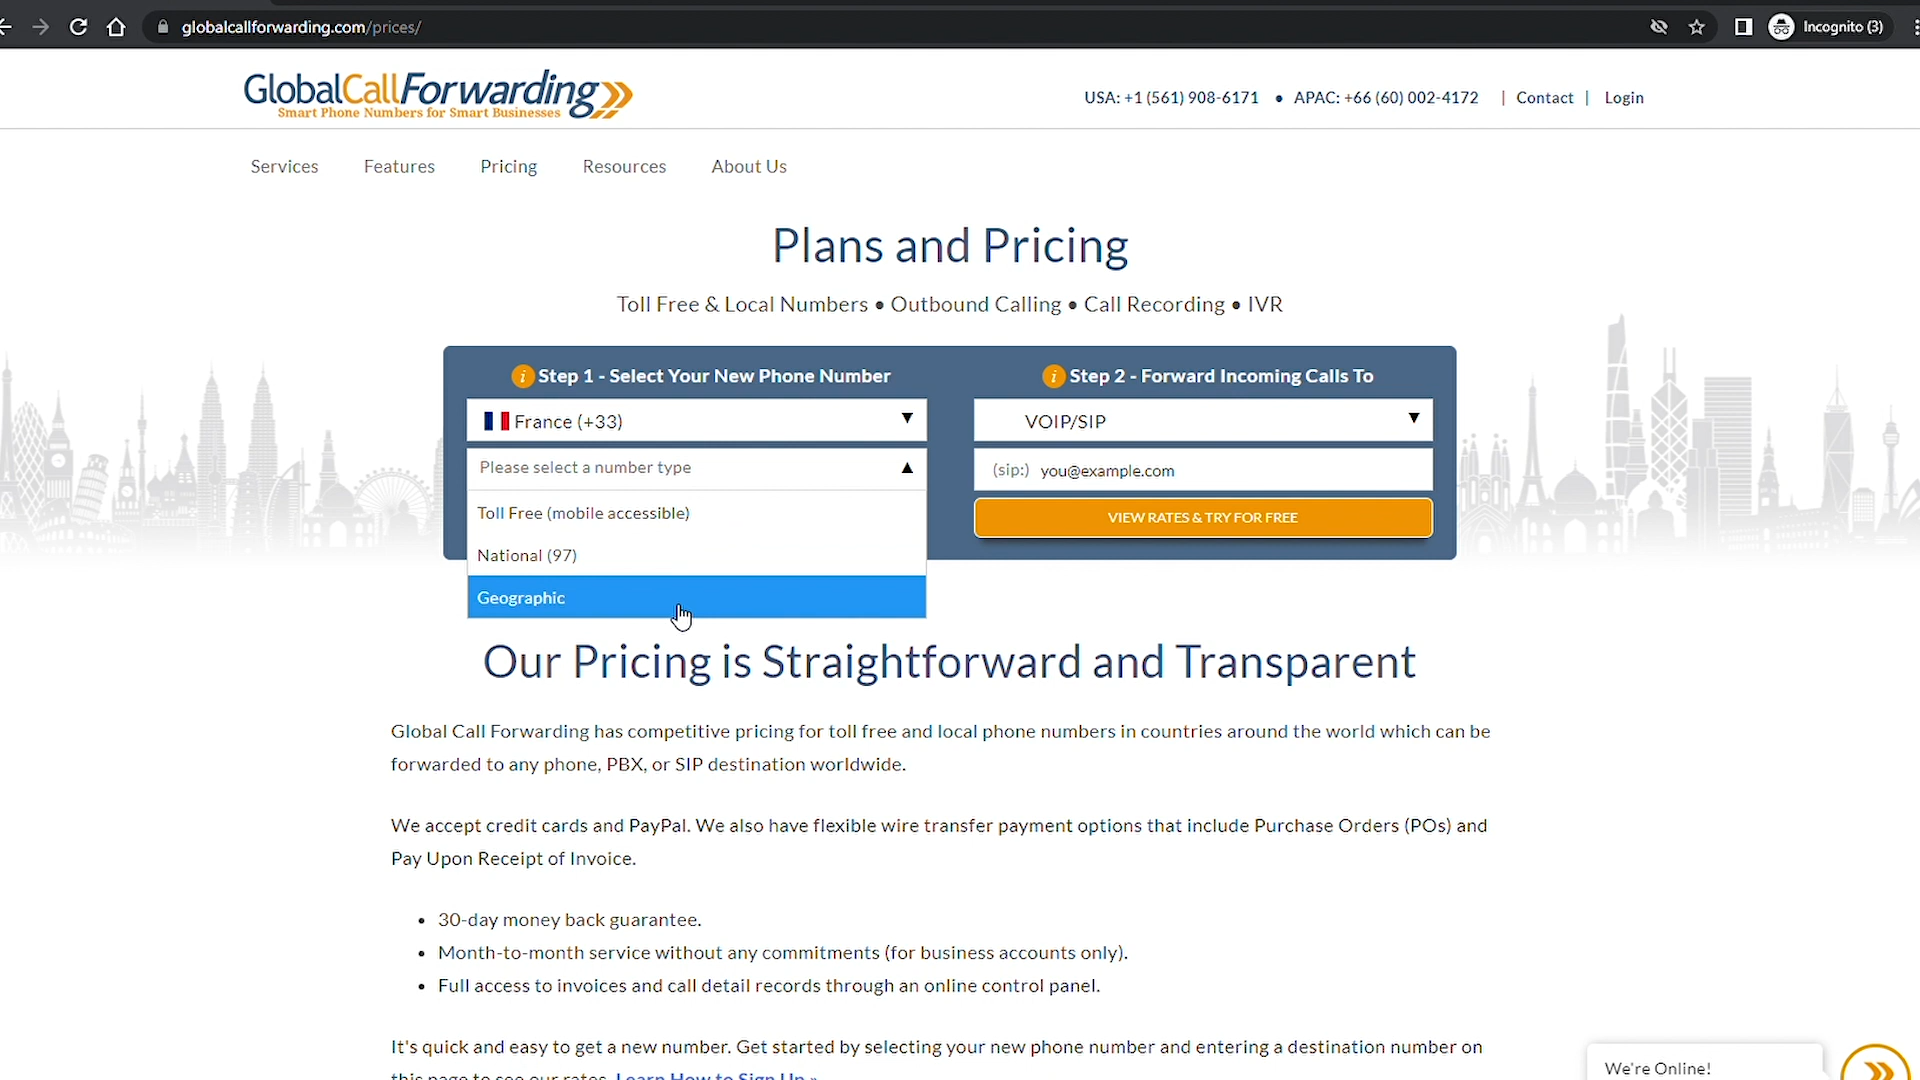 globalcallforwarding.com/prices/
Incognito (3)
GlobalCallForwarding
Smart Phone Numbers for Smart Businesses
USA: +1 (561) 908-6171 • APAC: +66 (60) 002-4172 | Contact | Login
Services Features Pricing Resources About Us
Plans and Pricing
Toll Free & Local Numbers • Outbound Calling • Call Recording • IVR
i Step 1 - Select Your New Phone Number
France (+33)
Please select a number type
Toll Free (mobile accessible)
National (97)
Geographic
i Step 2 - Forward Incoming Calls To
VOIP/SIP
(sip:) you@example.com
VIEW RATES & TRY FOR FREE
Our Pricing is Straightforward and Transparent
Global Call Forwarding has competitive pricing for toll free and local phone numbers in countries around the world which can be
forwarded to any phone, PBX, or SIP destination worldwide.
We accept credit cards and PayPal. We also have flexible wire transfer payment options that include Purchase Orders (POs) and
Pay Upon Receipt of Invoice.
• 30-day money back guarantee.
• Month-to-month service without any commitments (for business accounts only).
• Full access to invoices and call detail records through an online control panel.
It's quick and easy to get a new number. Get started by selecting your new phone number and entering a destination number on
this page to see our rates. Learn How to Sign Up »
We're Online!